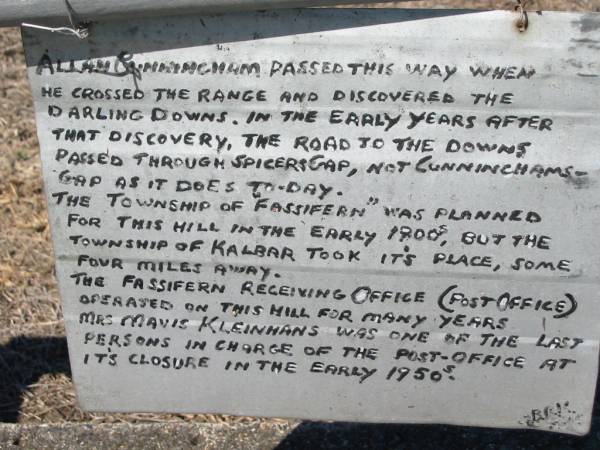 ALLAN CUNNINGHAM PASSED THIS WAY WHEN
HE CROSSED THE RANGE AND DISCOVERED THE
DARLING DOWNS. IN THE EARLY YEARS AFTER
THAT DISCOVERY, THE ROAD TO THE DOWNS
PASSED THROUGH SPICERS GAP, NOT CUNNINGHAMS-
GAP AS IT DOES TO-DAY.
THE TOWNSHIP OF "FASSIFERN" WAS PLANNED
FOR THIS HILL IN THE EARLY 1900s, BUT THE
TOWNSHIP OF KALBAR TOOK IT'S PLACE, SOME
FOUR MILES AWAY.
THE FASSIFERN RECEIVING OFFICE (POST OFFICE)
OPERASED ON THIS HILL FOR MANY YEARS
MRS MAVIS KLEINHANS WAS ONE OF THE LAST
PERSONS IN CHARGE OF THE POST-OFFICE AT
IT'S CLOSURE IN THE EARLY 1950s.